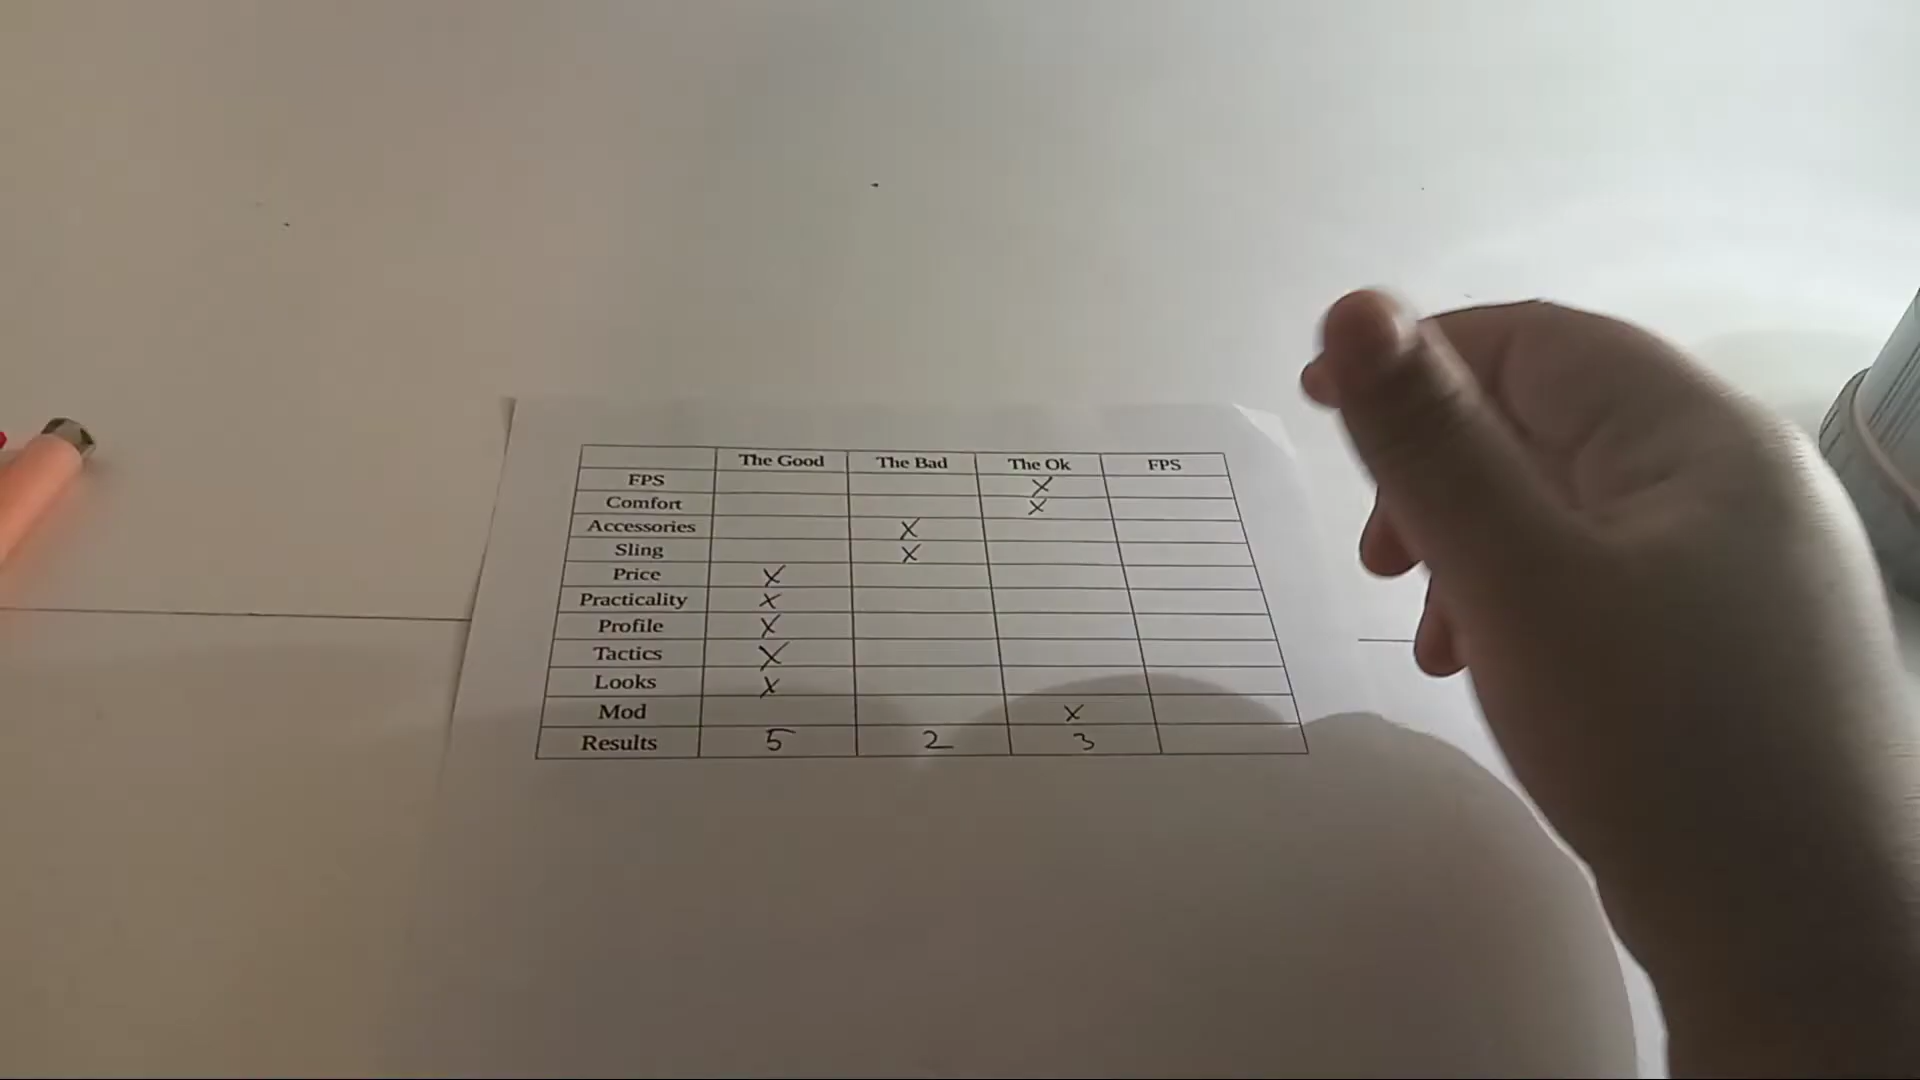 The Good The Bad The Ok FPS
FPS X
Comfort X
Accessories X
Sling X
Price X
Practicality X
Profile X
Tactics X
Looks X
Mod X
Results 5 2 3